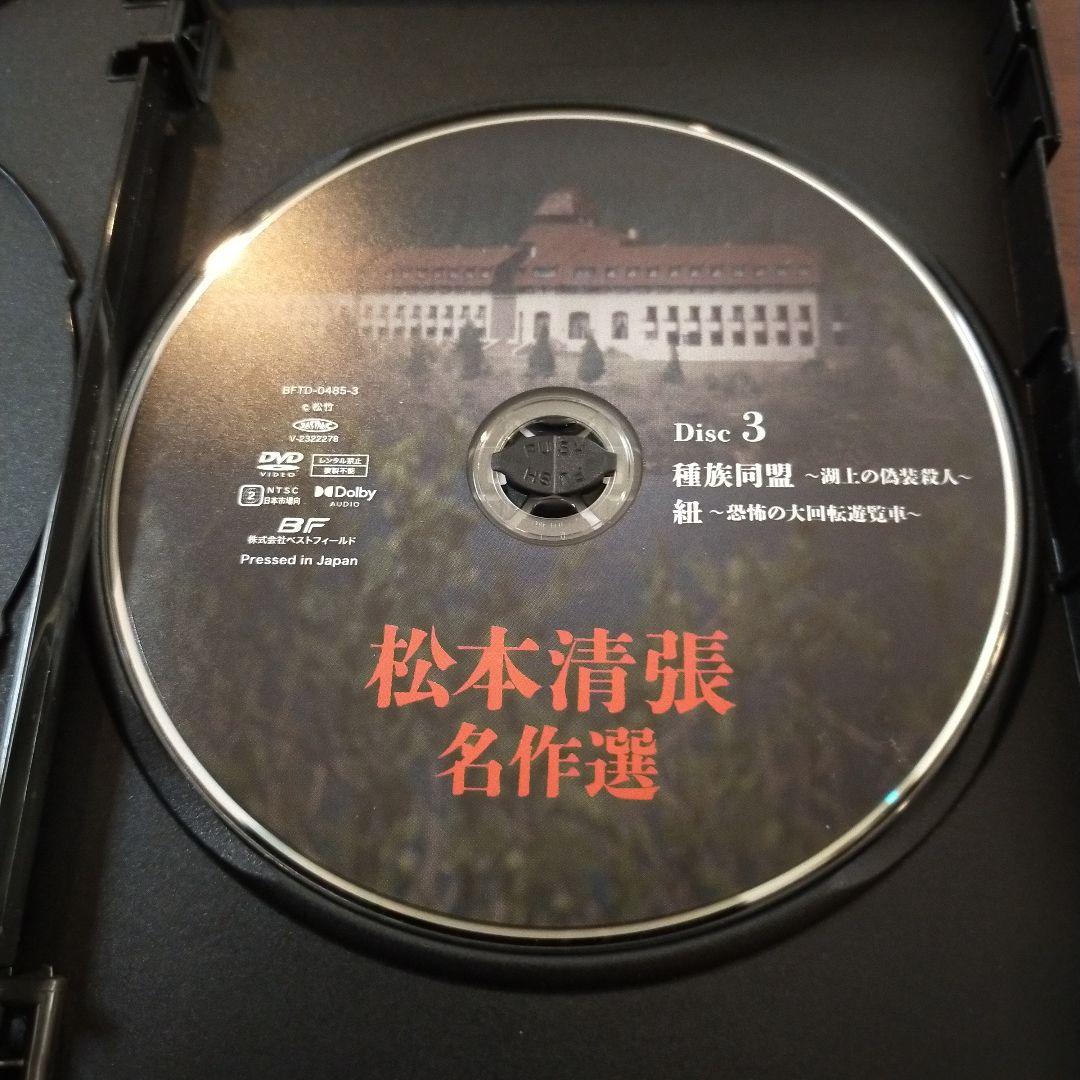 BFTD-0485-3
© 松竹
V-2322278
DVD
VIDEO
レンタル禁止
複製不能
2
NTSC
日本市場向
Dolby
AUDIO
BF
株式会社ベストフィールド
Pressed in Japan
PUSH
PUSH
Disc 3
種族同盟 ～湖上の偽装殺人～
紐 ～恐怖の大回転遊覧車～
松本清張
名作選